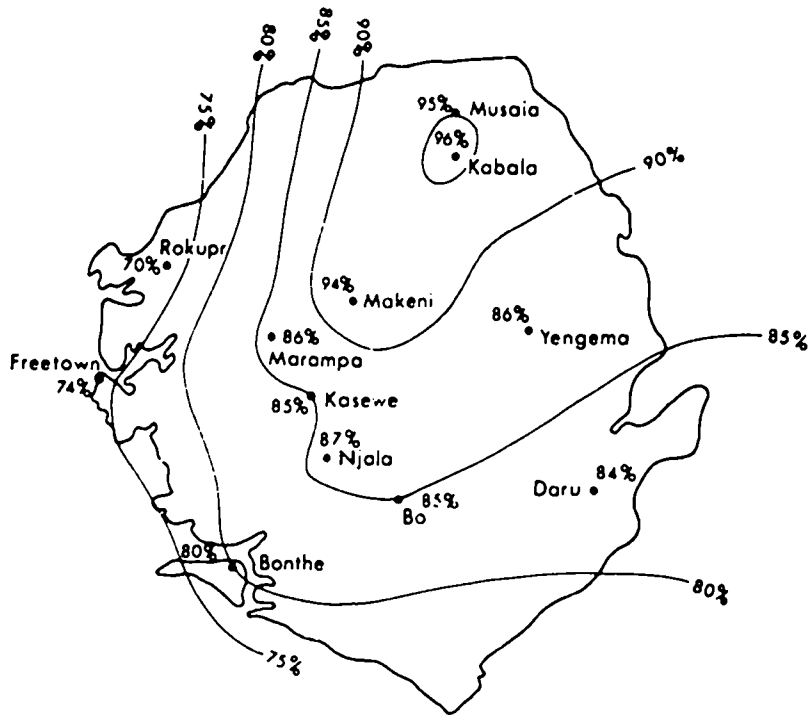 75%
80%
85%
90%
95% Musaia
96%
Kabala
90%
Rokupr
70%
94%
Makeni
86%
Yengema
86%
Marampa
85%
Freetown
74%
Kasewe
85%
87%
Njala
85%
Bo
84%
Daru
80%
Bonthe
80%
75%